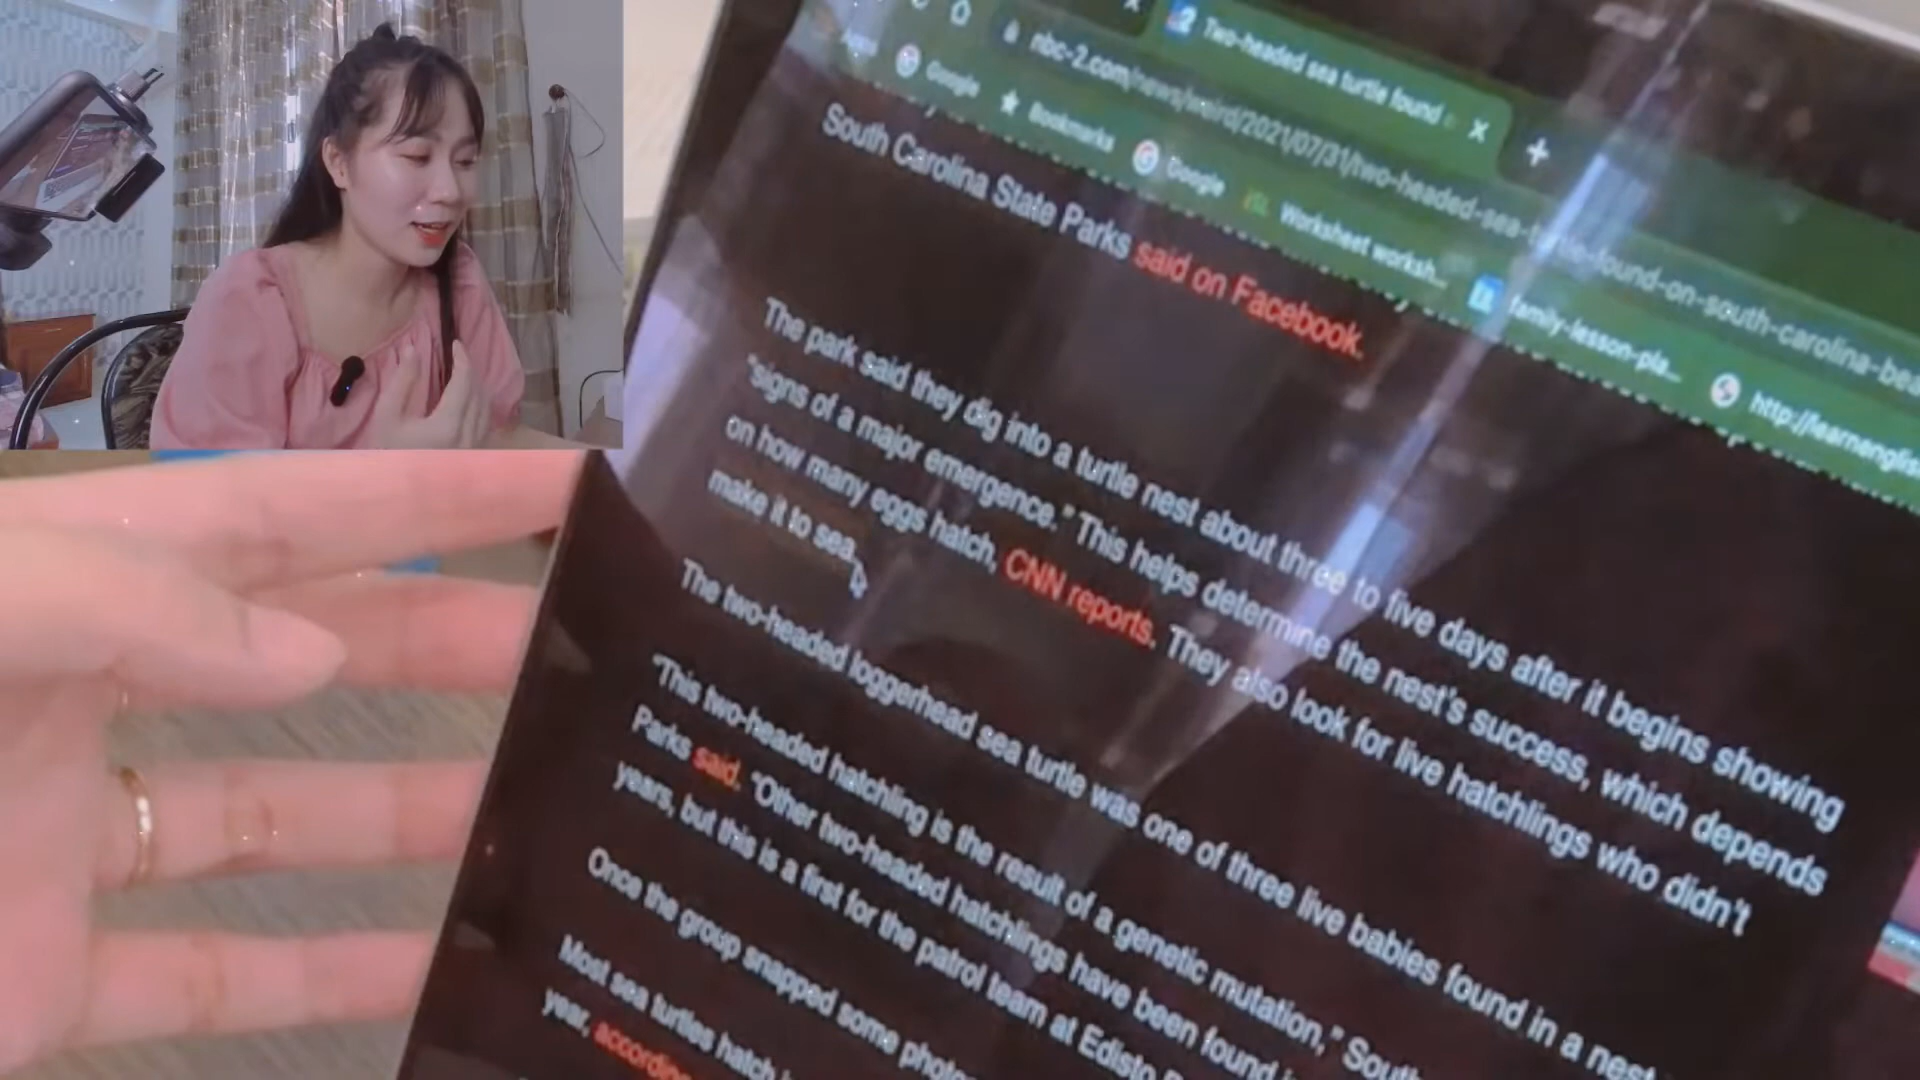 Two-headed sea turtle found
nbc-2.com/news/weird/2021/07/31/two-headed-sea-turtle-found-on-south-carolina-bea
Apps Google Bookmarks Google Worksheet worksh... family-lesson-pla... http://learnenglis
South Carolina State Parks said on Facebook.
The park said they dig into a turtle nest about three to five days after it begins showing
"signs of a major emergence." This helps determine the nest's success, which depends
on how many eggs hatch, CNN reports. They also look for live hatchlings who didn't
make it to sea.
The two-headed loggerhead sea turtle was one of three live babies found in a nest
"This two-headed hatchling is the result of a genetic mutation," South
Parks said. "Other two-headed hatchlings have been found
years, but this is a first for the patrol team at Edisto
Once the group snapped some photos
Most sea turtles hatch
year, according